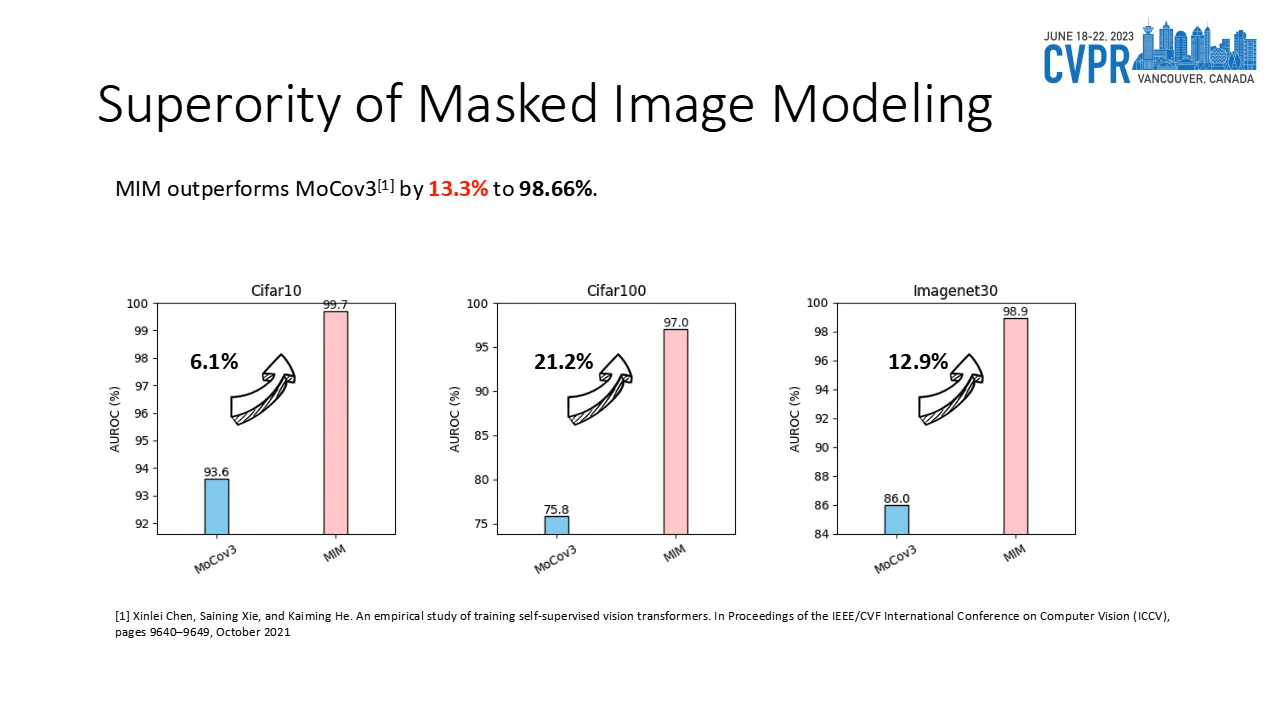 JUNE 18-22, 2023
CVPR
VANCOUVER, CANADA
Superority of Masked Image Modeling
MIM outperforms MoCov3[1] by 13.3% to 98.66%.
Cifar10
100
99
98
97
96
95
94
93
92
AUROC (%)
6.1%
93.6
99.7
MoCov3
MIM
Cifar100
100
95
90
85
80
75
AUROC (%)
21.2%
75.8
97.0
MoCov3
MIM
Imagenet30
100
98
96
94
92
90
88
86
84
AUROC (%)
12.9%
86.0
98.9
MoCov3
MIM
[1] Xinlei Chen, Saining Xie, and Kaiming He. An empirical study of training self-supervised vision transformers. In Proceedings of the IEEE/CVF International Conference on Computer Vision (ICCV),
pages 9640–9649, October 2021